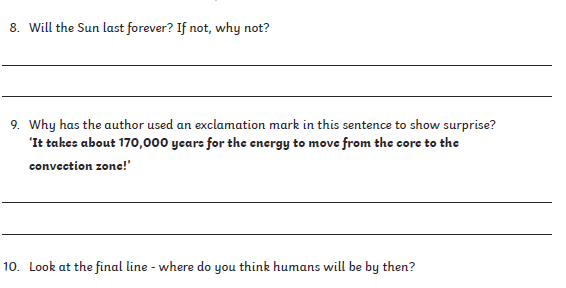 8. Will the Sun last forever? If not, why not?
9. Why has the author used an exclamation mark in this sentence to show surprise?
'It takes about 170,000 years for the energy to move from the core to the
convection zone!'
10. Look at the final line - where do you think humans will be by then?